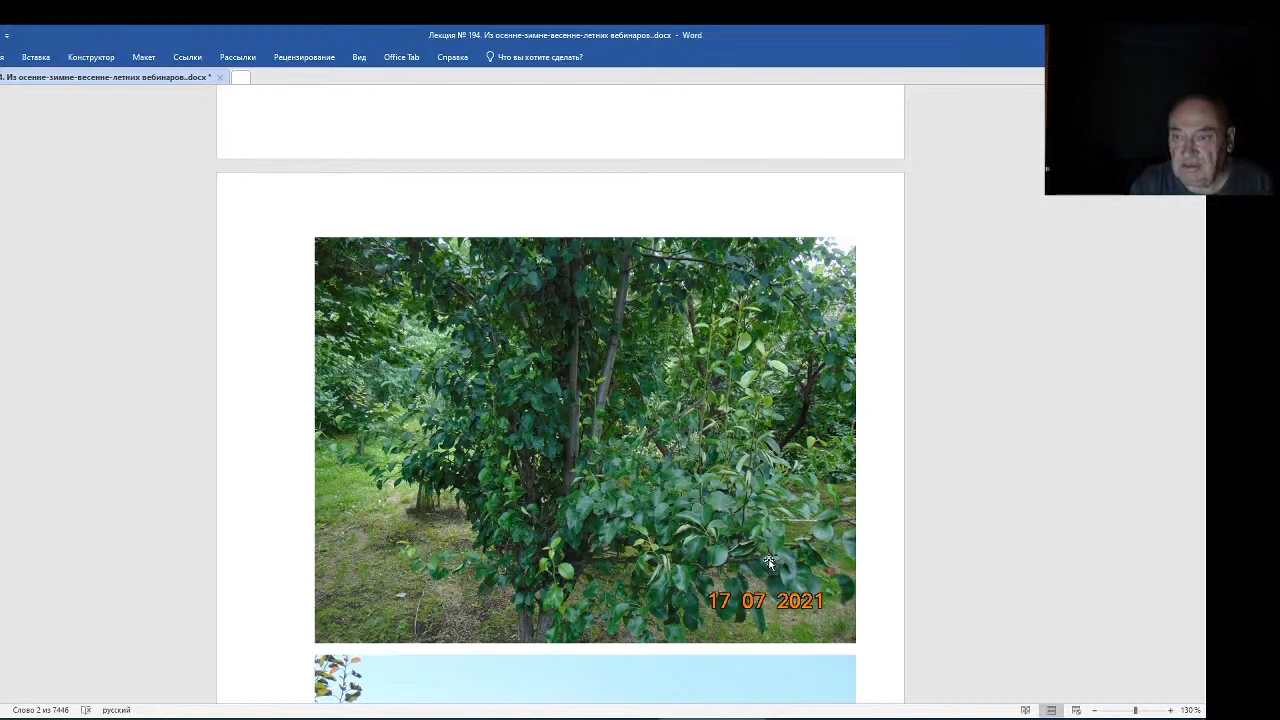 Лекция № 194. Из осенне-зимне-весенне-летних вебинаров..docx - Word
Вставка Конструктор Макет Ссылки Рассылки Рецензирование Вид Office Tab Справка Что вы хотите сделать?
4. Из осенне-зимне-весенне-летних вебинаров..docx *
17 07 2021
Слово 2 из 7446 русский 130 %